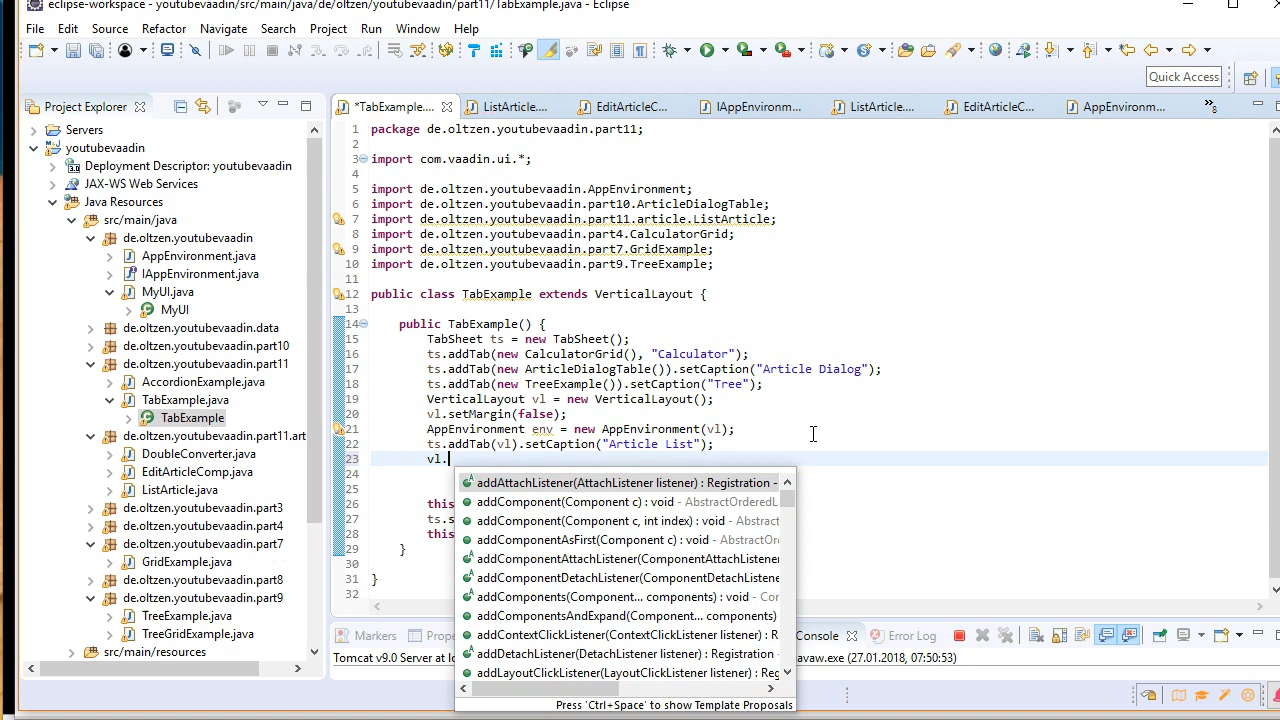 eclipse-workspace - youtubevaadin/src/main/java/de/oltzen/youtubevaadin/part11/TabExample.java - Eclipse
File Edit Source Refactor Navigate Search Project Run Window Help
Quick Access
Project Explorer
*TabExample.... ListArticle.... EditArticleC... IAppEnvironm... ListArticle.... EditArticleC... AppEnvironm...
Servers
youtubevaadin
Deployment Descriptor: youtubevaadin
JAX-WS Web Services
Java Resources
src/main/java
de.oltzen.youtubevaadin
AppEnvironment.java
IAppEnvironment.java
MyUI.java
MyUI
de.oltzen.youtubevaadin.data
de.oltzen.youtubevaadin.part10
de.oltzen.youtubevaadin.part11
AccordionExample.java
TabExample.java
TabExample
de.oltzen.youtubevaadin.part11.art
DoubleConverter.java
EditArticleComp.java
ListArticle.java
de.oltzen.youtubevaadin.part3
de.oltzen.youtubevaadin.part4
de.oltzen.youtubevaadin.part7
GridExample.java
de.oltzen.youtubevaadin.part8
de.oltzen.youtubevaadin.part9
TreeExample.java
TreeGridExample.java
src/main/resources
1 package de.oltzen.youtubevaadin.part11;
2
3 import com.vaadin.ui.*;
4
5 import de.oltzen.youtubevaadin.AppEnvironment;
6 import de.oltzen.youtubevaadin.part10.ArticleDialogTable;
7 import de.oltzen.youtubevaadin.part11.article.ListArticle;
8 import de.oltzen.youtubevaadin.part4.CalculatorGrid;
9 import de.oltzen.youtubevaadin.part7.GridExample;
10 import de.oltzen.youtubevaadin.part9.TreeExample;
11
12 public class TabExample extends VerticalLayout {
13
14 public TabExample() {
15 TabSheet ts = new TabSheet();
16 ts.addTab(new CalculatorGrid(), "Calculator");
17 ts.addTab(new ArticleDialogTable()).setCaption("Article Dialog");
18 ts.addTab(new TreeExample()).setCaption("Tree");
19 VerticalLayout vl = new VerticalLayout();
20 vl.setMargin(false);
21 AppEnvironment env = new AppEnvironment(vl);
22 ts.addTab(vl).setCaption("Article List");
23 vl.
24
25
26 this
27 ts.s
28 this
29 }
30
31 }
32
addAttachListener(AttachListener listener) : Registration -
addComponent(Component c) : void - AbstractOrderedL
addComponent(Component c, int index) : void - Abstract
addComponentAsFirst(Component c) : void - AbstractOrd
addComponentAttachListener(ComponentAttachListener
addComponentDetachListener(ComponentDetachListene
addComponents(Component... components) : void - Cor
addComponentsAndExpand(Component... components)
addContextClickListener(ContextClickListener listener) : R
addDetachListener(DetachListener listener) : Registration -
addLayoutClickListener(LayoutClickListener listener) : Reg
Press 'Ctrl+Space' to show Template Proposals
Markers Console Error Log
Tomcat v9.0 Server at lo
avaw.exe (27.01.2018, 07:50:53)